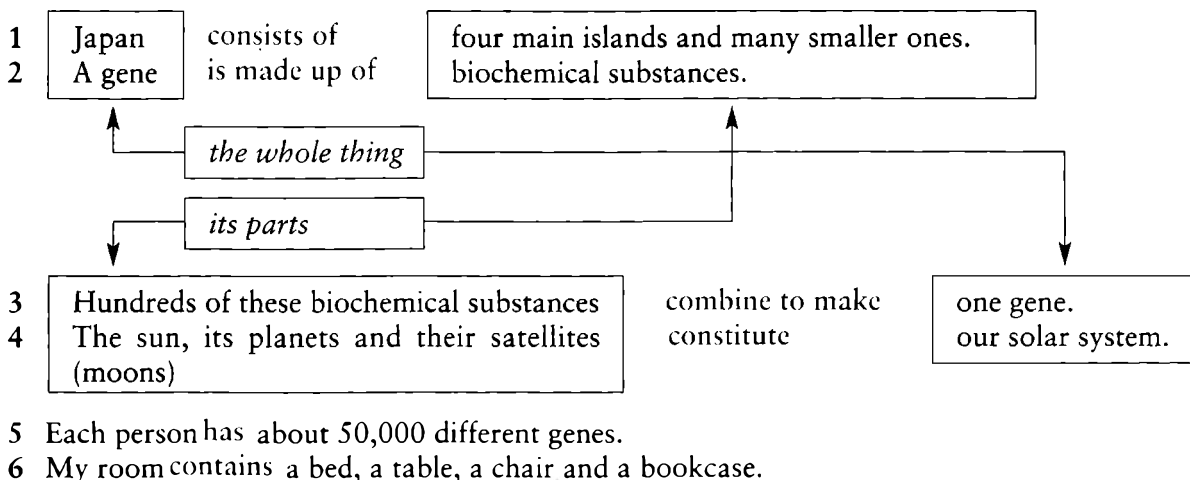 1 Japan consists of four main islands and many smaller ones.
2 A gene is made up of biochemical substances.
the whole thing
its parts
3 Hundreds of these biochemical substances combine to make one gene.
4 The sun, its planets and their satellites constitute our solar system.
(moons)
5 Each person has about 50,000 different genes.
6 My room contains a bed, a table, a chair and a bookcase.